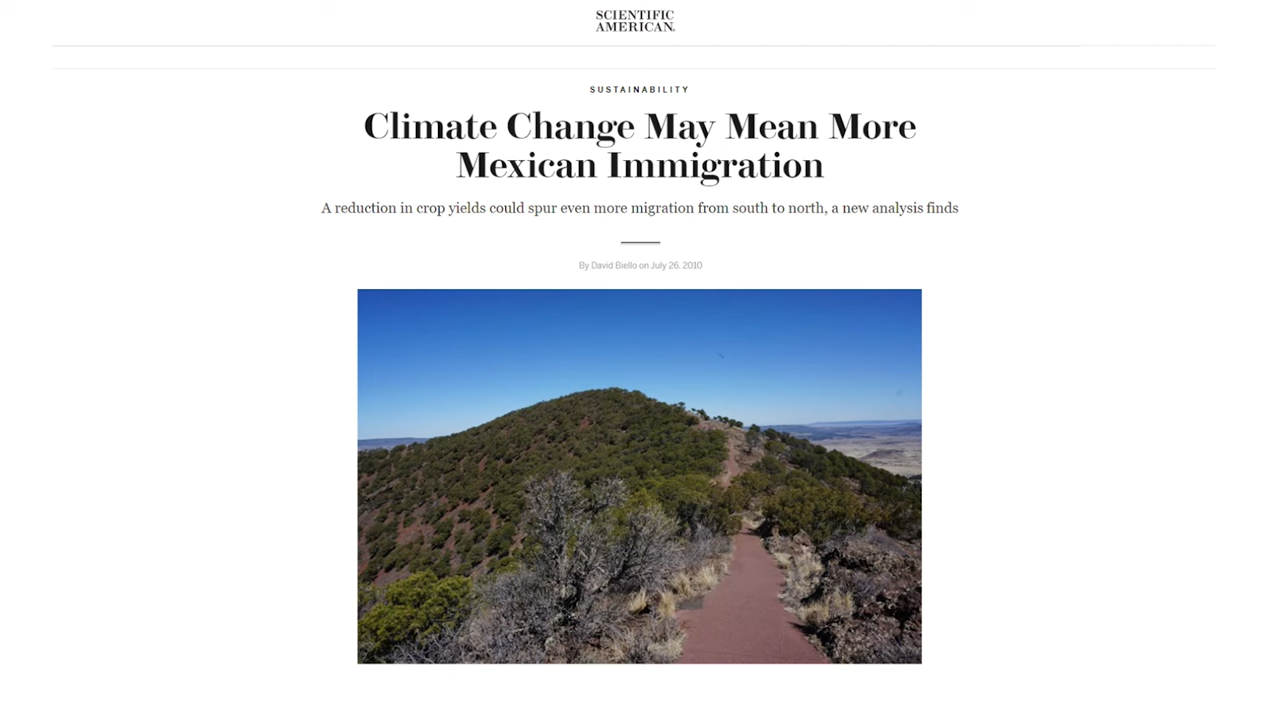 SCIENTIFIC
AMERICAN®
SUSTAINABILITY
Climate Change May Mean More
Mexican Immigration
A reduction in crop yields could spur even more migration from south to north, a new analysis finds
By David Biello on July 26, 2010